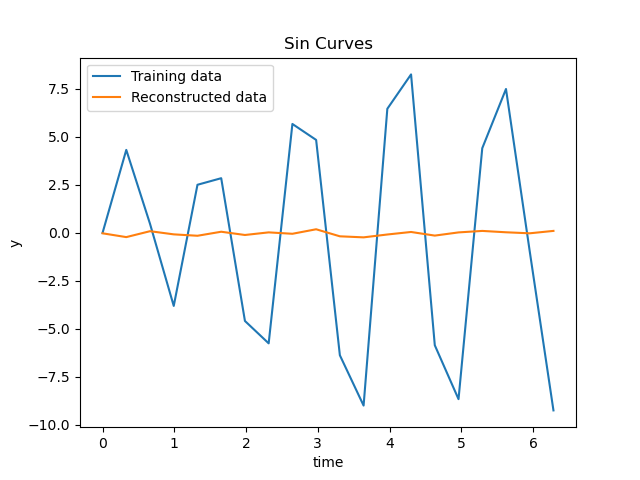 Sin Curves
Training data
Reconstructed data
7.5
5.0
2.5
0.0
−2.5
−5.0
−7.5
−10.0
y
0 1 2 3 4 5 6
time